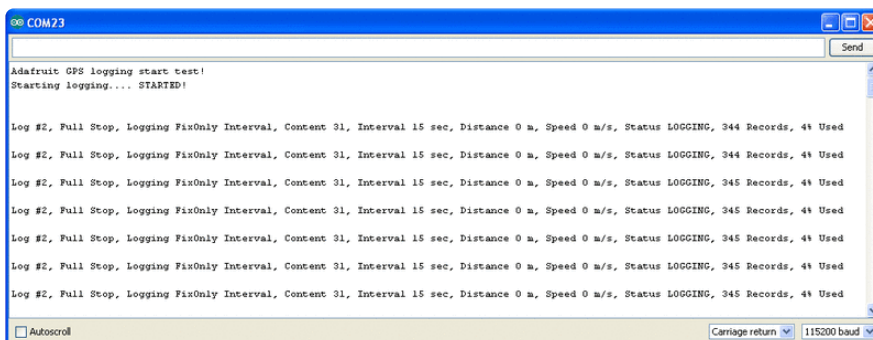 COM23
Send
Adafruit GPS logging start test!
Starting logging.... STARTED!
Log #2, Full Stop, Logging FixOnly Interval, Content 31, Interval 15 sec, Distance 0 m, Speed 0 m/s, Status LOGGING, 344 Records, 4% Used
Log #2, Full Stop, Logging FixOnly Interval, Content 31, Interval 15 sec, Distance 0 m, Speed 0 m/s, Status LOGGING, 344 Records, 4% Used
Log #2, Full Stop, Logging FixOnly Interval, Content 31, Interval 15 sec, Distance 0 m, Speed 0 m/s, Status LOGGING, 345 Records, 4% Used
Log #2, Full Stop, Logging FixOnly Interval, Content 31, Interval 15 sec, Distance 0 m, Speed 0 m/s, Status LOGGING, 345 Records, 4% Used
Log #2, Full Stop, Logging FixOnly Interval, Content 31, Interval 15 sec, Distance 0 m, Speed 0 m/s, Status LOGGING, 345 Records, 4% Used
Log #2, Full Stop, Logging FixOnly Interval, Content 31, Interval 15 sec, Distance 0 m, Speed 0 m/s, Status LOGGING, 345 Records, 4% Used
Log #2, Full Stop, Logging FixOnly Interval, Content 31, Interval 15 sec, Distance 0 m, Speed 0 m/s, Status LOGGING, 345 Records, 4% Used
Autoscroll
Carriage return
115200 baud